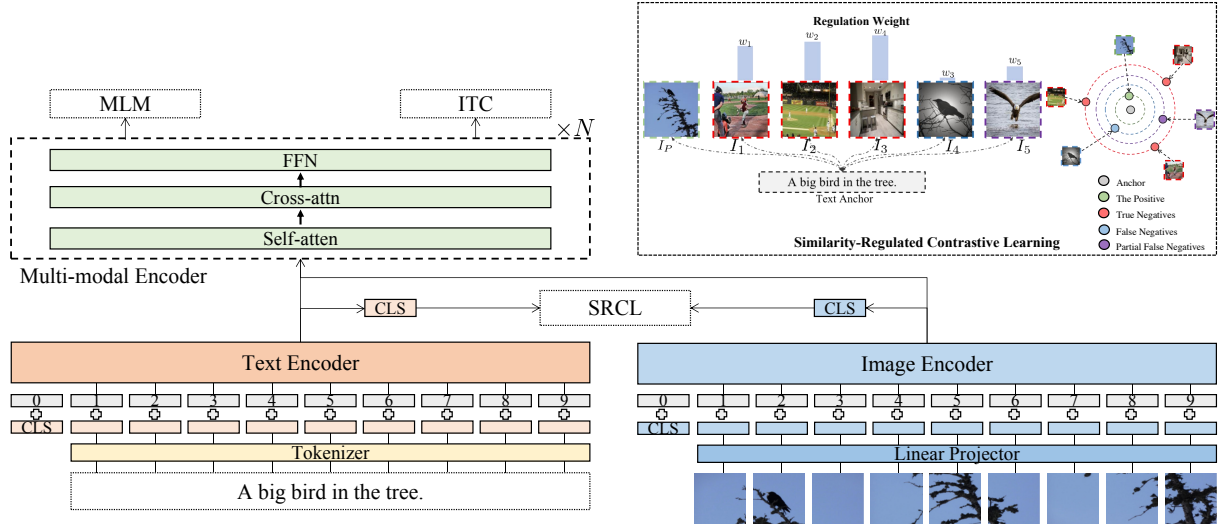 MLM
ITC
×N
FFN
Cross-attn
Self-atten
Multi-modal Encoder
CLS
SRCL
CLS
Text Encoder
0 1 2 3 4 5 6 7 8 9
CLS
Tokenizer
A big bird in the tree.
Image Encoder
0 1 2 3 4 5 6 7 8 9
CLS
Linear Projector
Regulation Weight
w1 w2 w4 w3 w5
IP I1 I2 I3 I4 I5
A big bird in the tree.
Text Anchor
Anchor
The Positive
True Negatives
False Negatives
Partial False Negatives
Similarity-Regulated Contrastive Learning